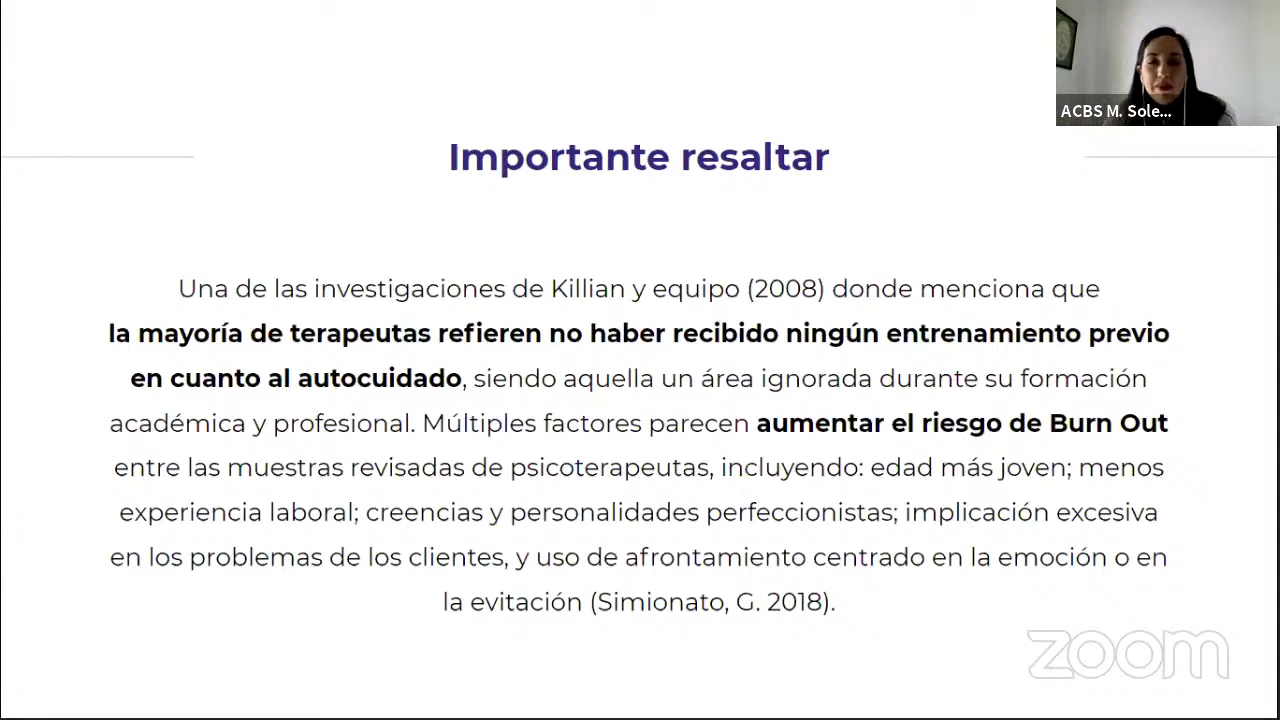 ACBS M. Sole...
Importante resaltar
Una de las investigaciones de Killian y equipo (2008) donde menciona que
la mayoría de terapeutas refieren no haber recibido ningún entrenamiento previo
en cuanto al autocuidado, siendo aquella un área ignorada durante su formación
académica y profesional. Múltiples factores parecen aumentar el riesgo de Burn Out
entre las muestras revisadas de psicoterapeutas, incluyendo: edad más joven; menos
experiencia laboral; creencias y personalidades perfeccionistas; implicación excesiva
en los problemas de los clientes, y uso de afrontamiento centrado en la emoción o en
la evitación (Simionato, G. 2018).
zoom